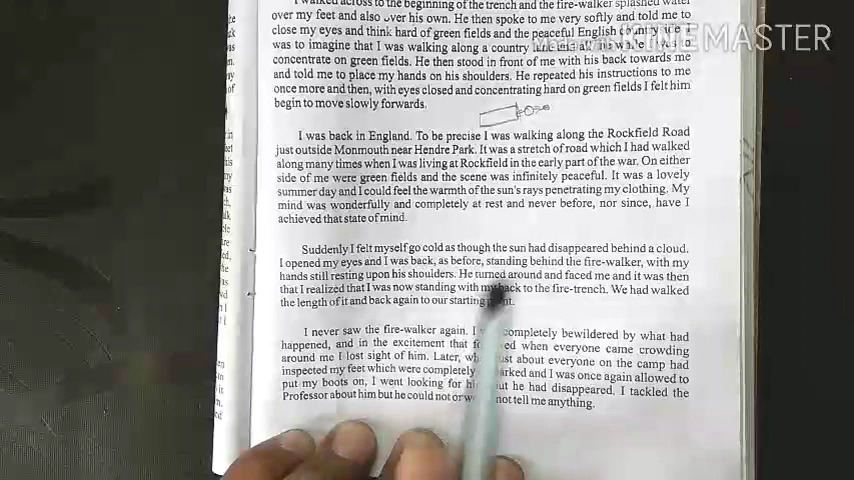 I walked across to the beginning of the trench and the fire-walker splashed water
over my feet and also over his own. He then spoke to me very softly and told me to
close my eyes and think hard of green fields and the peaceful English country
was to imagine that I was walking along a country
concentrate on green fields. He then stood in front of me with his back towards me
and told me to place my hands on his shoulders. He repeated his instructions to me
once more and then, with eyes closed and concentrating hard on green fields I felt him
begin to move slowly forwards.
I was back in England. To be precise I was walking along the Rockfield Road
just outside Monmouth near Hendre Park. It was a stretch of road which I had walked
along many times when I was living at Rockfield in the early part of the war. On either
side of me were green fields and the scene was infinitely peaceful. It was a lovely
summer day and I could feel the warmth of the sun's rays penetrating my clothing. My
mind was wonderfully and completely at rest and never before, nor since, have I
achieved that state of mind.
Suddenly I felt myself go cold as though the sun had disappeared behind a cloud.
I opened my eyes and I was back, as before, standing behind the fire-walker, with my
hands still resting upon his shoulders. He turned around and faced me and it was then
that I realized that I was now standing with my back to the fire-trench. We had walked
the length of it and back again to our starting
I never saw the fire-walker again. I completely bewildered by what had
happened, and in the excitement that when everyone came crowding
around me I lost sight of him. Later, about everyone on the camp had
inspected my feet which were completely and I was once again allowed to
put my boots on, I went looking for but he had disappeared. I tackled the
Professor about him but he could not or not tell me anything.
KINEMASTER